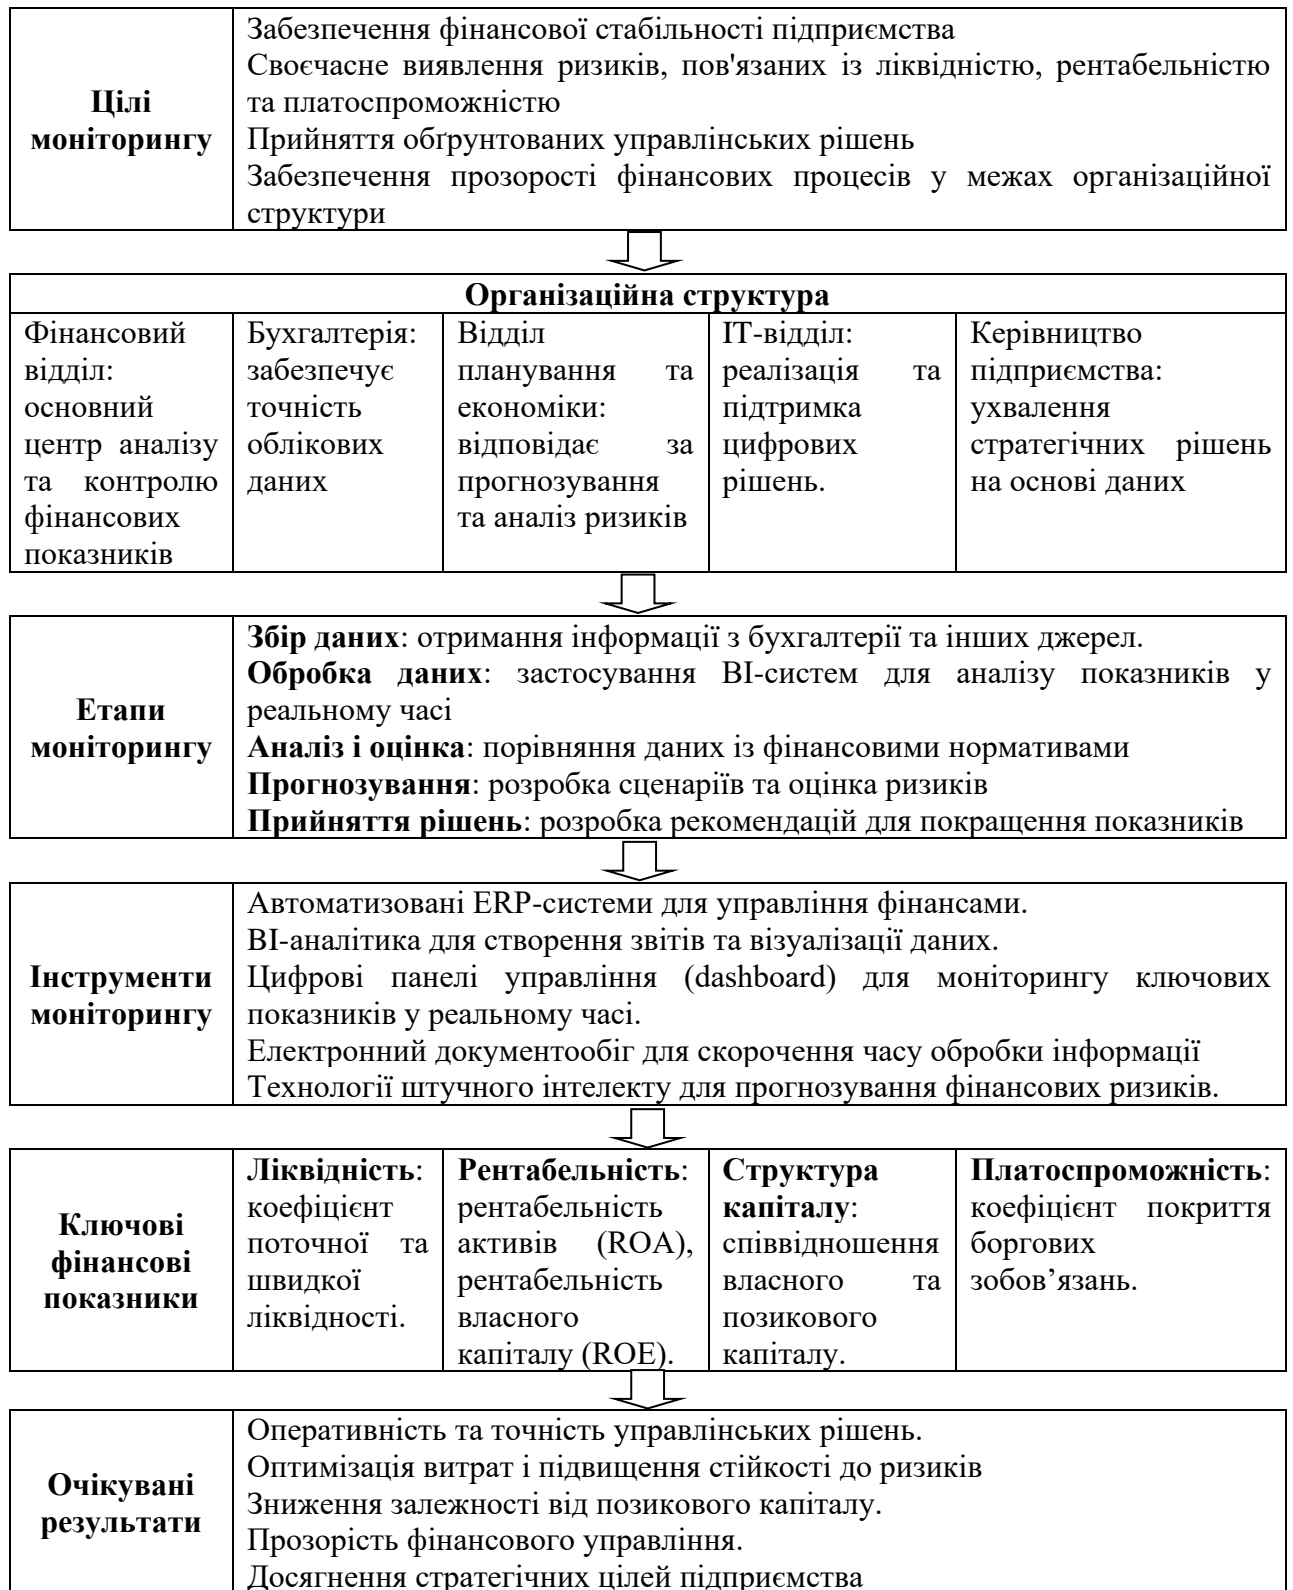 Цілі
моніторингу
Забезпечення фінансової стабільності підприємства
Своєчасне виявлення ризиків, пов'язаних із ліквідністю, рентабельністю
та платоспроможністю
Прийняття обґрунтованих управлінських рішень
Забезпечення прозорості фінансових процесів у межах організаційної
структури
Організаційна структура
Фінансовий
відділ:
основний
центр аналізу
та контролю
фінансових
показників
Бухгалтерія:
забезпечує
точність
облікових
даних
Відділ
планування та
економіки:
відповідає за
прогнозування
та аналіз ризиків
ІТ-відділ:
реалізація та
підтримка
цифрових
рішень.
Керівництво
підприємства:
ухвалення
стратегічних рішень
на основі даних
Етапи
моніторингу
Збір даних: отримання інформації з бухгалтерії та інших джерел.
Обробка даних: застосування BI-систем для аналізу показників у
реальному часі
Аналіз і оцінка: порівняння даних із фінансовими нормативами
Прогнозування: розробка сценаріїв та оцінка ризиків
Прийняття рішень: розробка рекомендацій для покращення показників
Інструменти
моніторингу
Автоматизовані ERP-системи для управління фінансами.
BI-аналітика для створення звітів та візуалізації даних.
Цифрові панелі управління (dashboard) для моніторингу ключових
показників у реальному часі.
Електронний документообіг для скорочення часу обробки інформації
Технології штучного інтелекту для прогнозування фінансових ризиків.
Ключові
фінансові
показники
Ліквідність:
коефіцієнт
поточної та
швидкої
ліквідності.
Рентабельність:
рентабельність
активів (ROA),
рентабельність
власного
капіталу (ROE).
Структура
капіталу:
співвідношення
власного та
позикового
капіталу.
Платоспроможність:
коефіцієнт покриття
боргових
зобов’язань.
Очікувані
результати
Оперативність та точність управлінських рішень.
Оптимізація витрат і підвищення стійкості до ризиків
Зниження залежності від позикового капіталу.
Прозорість фінансового управління.
Досягнення стратегічних цілей підприємства